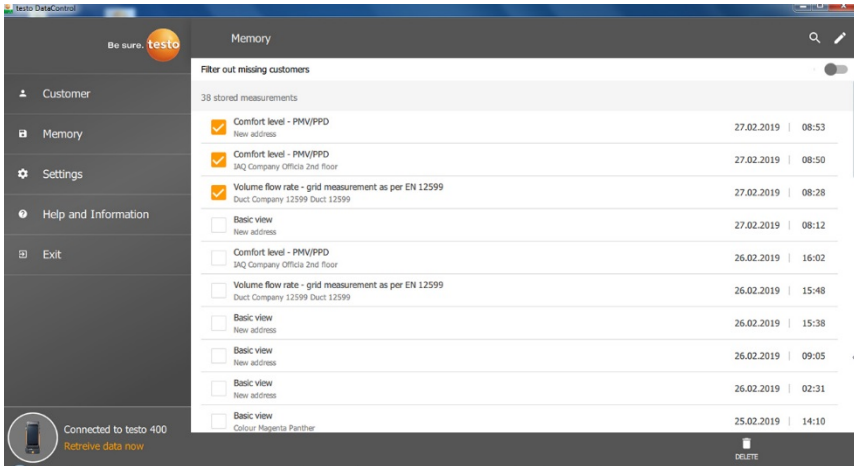 testo DataControl
Be sure. testo
Memory
Customer
Memory
Settings
Help and Information
Exit
Connected to testo 400
Retreive data now
Filter out missing customers
38 stored measurements
Comfort level - PMV/PPD
New address
27.02.2019 | 08:53
Comfort level - PMV/PPD
IAQ Company Officia 2nd floor
27.02.2019 | 08:50
Volume flow rate - grid measurement as per EN 12599
Duct Company 12599 Duct 12599
27.02.2019 | 08:28
Basic view
New address
27.02.2019 | 08:12
Comfort level - PMV/PPD
IAQ Company Officia 2nd floor
26.02.2019 | 16:02
Volume flow rate - grid measurement as per EN 12599
Duct Company 12599 Duct 12599
26.02.2019 | 15:48
Basic view
New address
26.02.2019 | 15:38
Basic view
New address
26.02.2019 | 09:05
Basic view
New address
26.02.2019 | 02:31
Basic view
Colour Magenta Panther
25.02.2019 | 14:10
DELETE